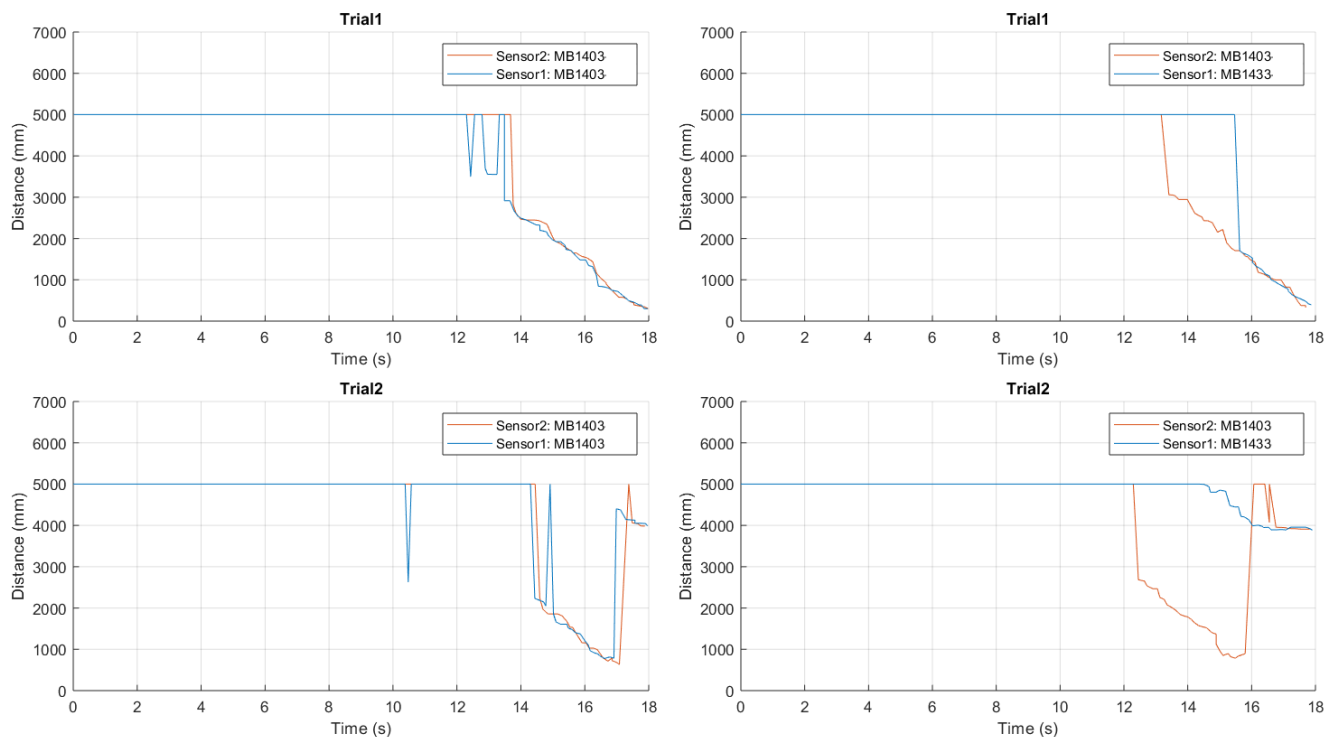 Trial1
7000
6000
5000
4000
3000
2000
1000
0
Distance (mm)
Sensor2: MB1403
Sensor1: MB1403
0 2 4 6 8 10 12 14 16 18
Time (s)
Trial1
7000
6000
5000
4000
3000
2000
1000
0
Distance (mm)
Sensor2: MB1403
Sensor1: MB1433
0 2 4 6 8 10 12 14 16 18
Time (s)
Trial2
7000
6000
5000
4000
3000
2000
1000
0
Distance (mm)
Sensor2: MB1403
Sensor1: MB1403
0 2 4 6 8 10 12 14 16 18
Time (s)
Trial2
7000
6000
5000
4000
3000
2000
1000
0
Distance (mm)
Sensor2: MB1403
Sensor1: MB1433
0 2 4 6 8 10 12 14 16 18
Time (s)